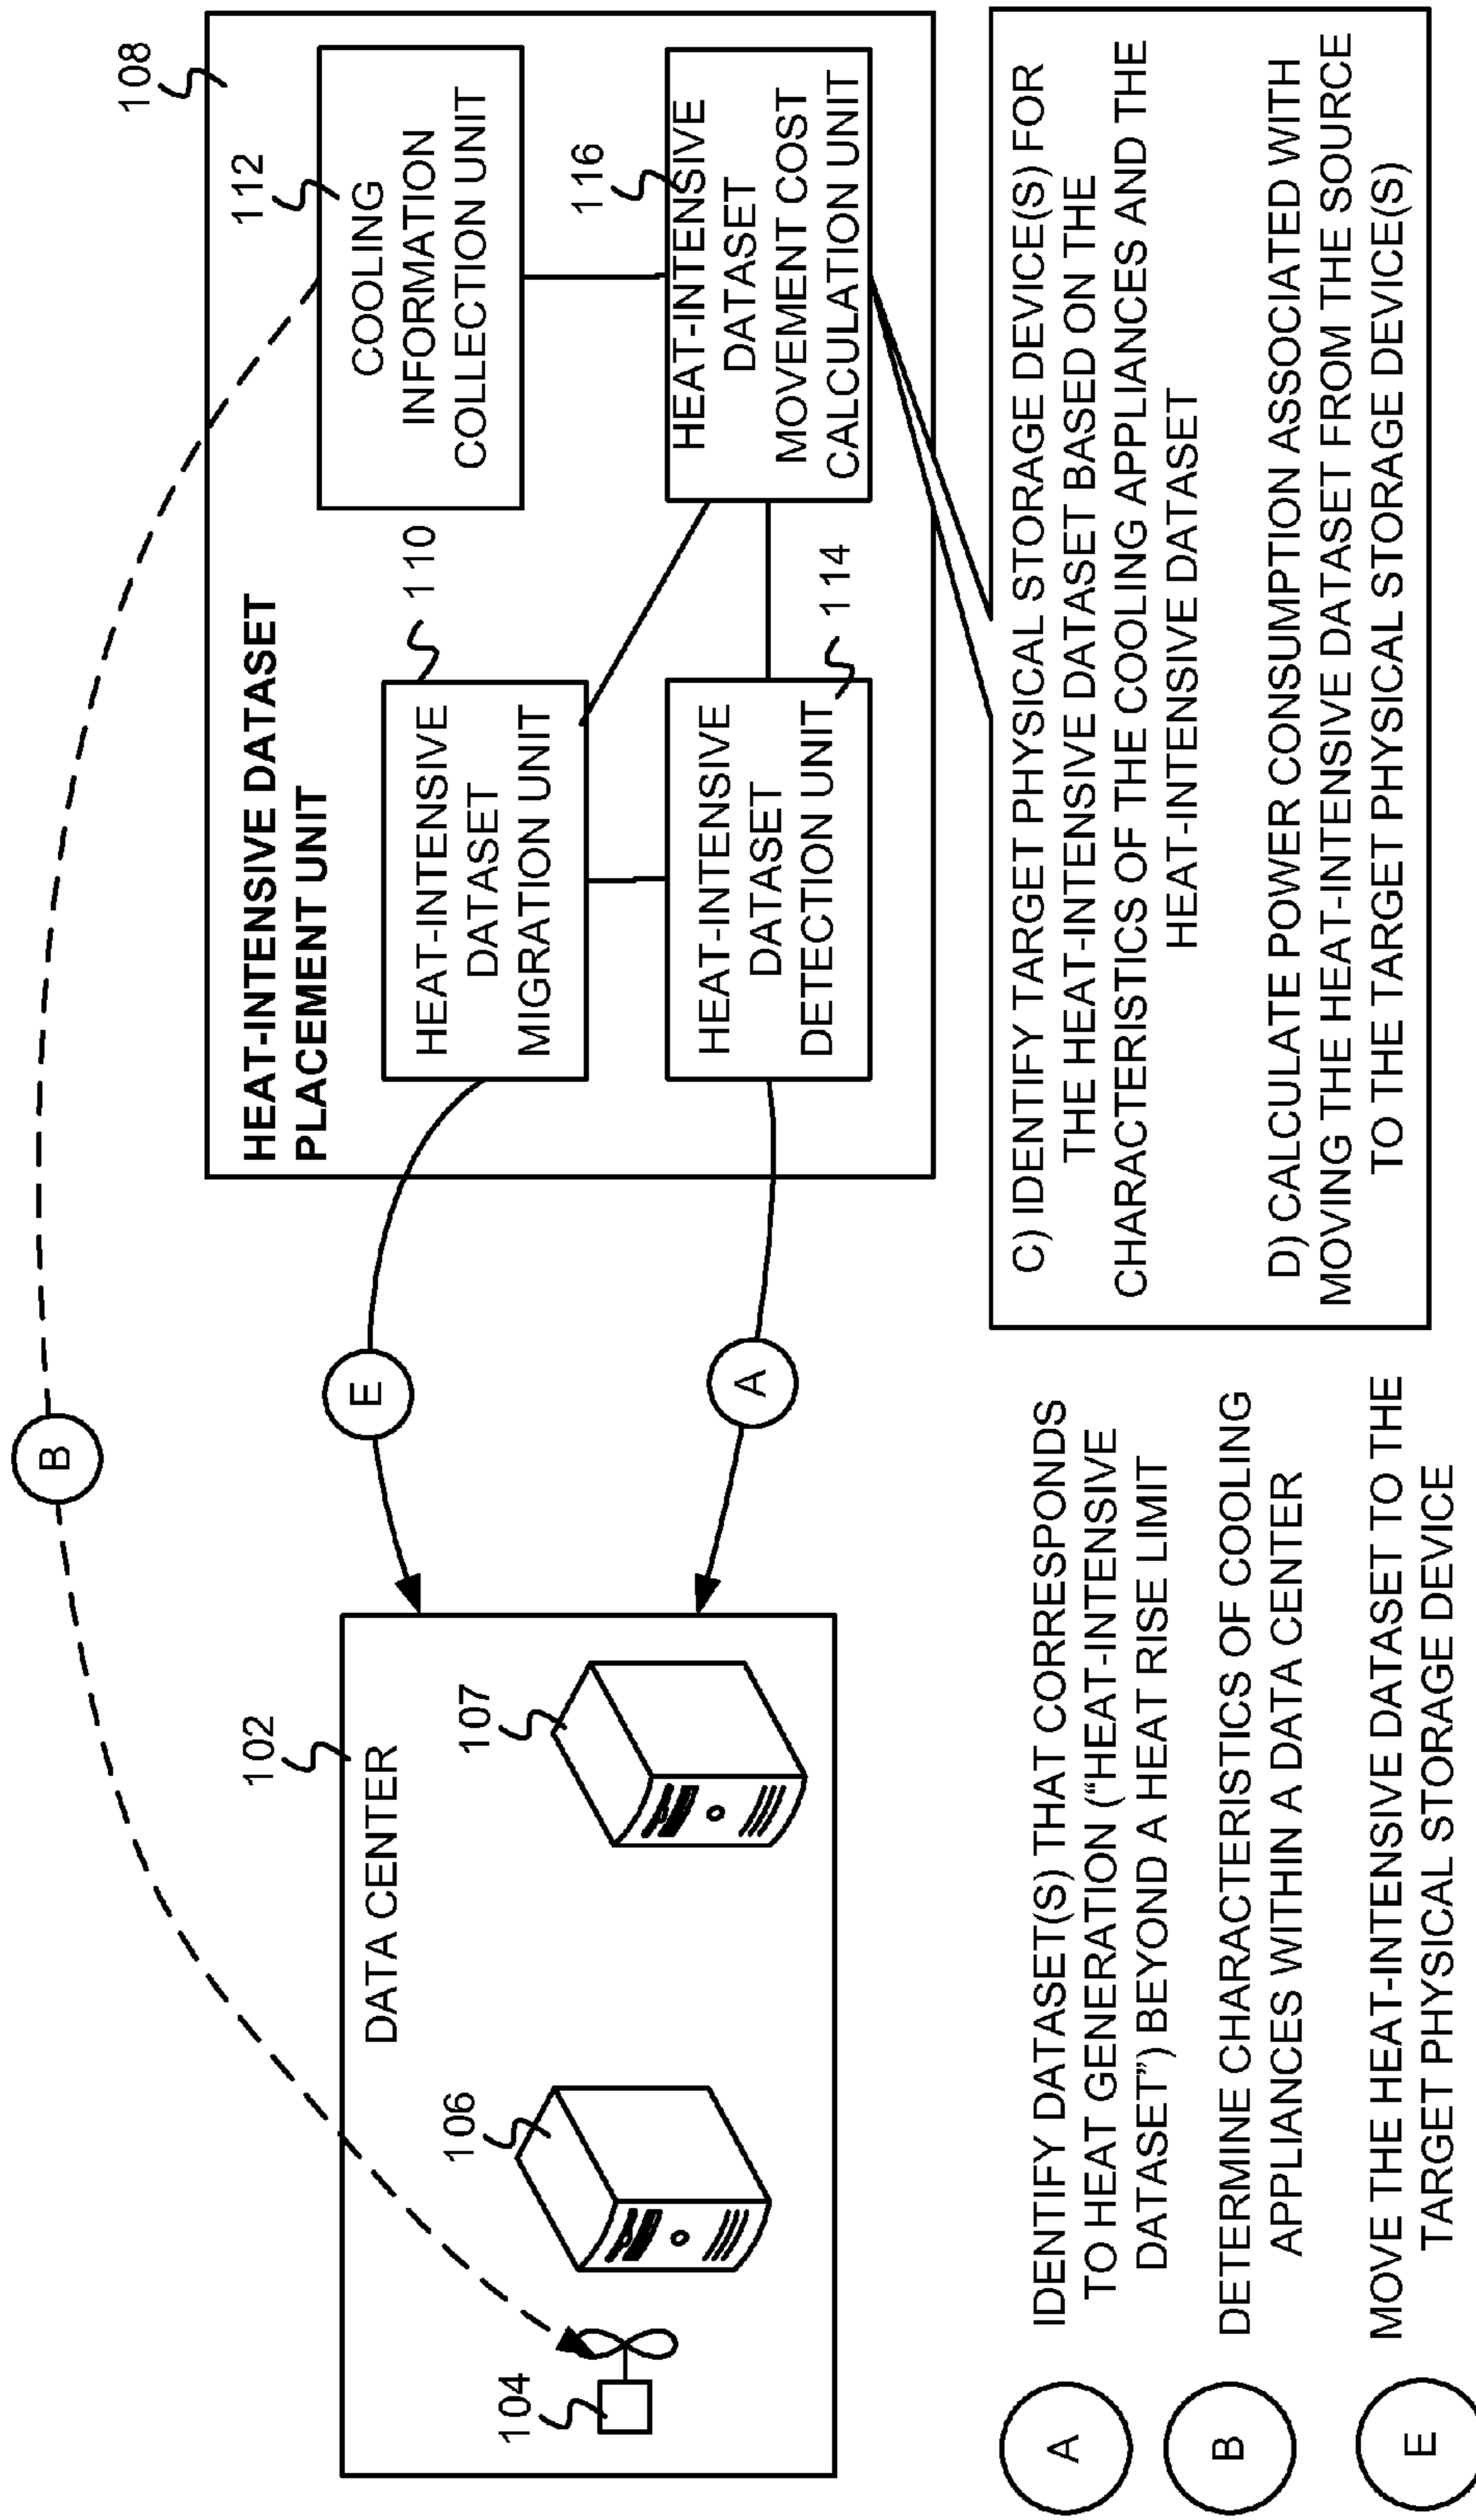 B
108
HEAT-INTENSIVE DATASET
PLACEMENT UNIT
112
COOLING
INFORMATION
COLLECTION UNIT
110
HEAT-INTENSIVE
DATASET
MIGRATION UNIT
116
HEAT-INTENSIVE
DATASET
MOVEMENT COST
CALCULATION UNIT
HEAT-INTENSIVE
DATASET
DETECTION UNIT
114
E
A
102
DATA CENTER
104
106
107
C) IDENTIFY TARGET PHYSICAL STORAGE DEVICE(S) FOR
THE HEAT-INTENSIVE DATASET BASED ON THE
CHARACTERISTICS OF THE COOLING APPLIANCES AND THE
HEAT-INTENSIVE DATASET
D) CALCULATE POWER CONSUMPTION ASSOCIATED WITH
MOVING THE HEAT-INTENSIVE DATASET FROM THE SOURCE
TO THE TARGET PHYSICAL STORAGE DEVICE(S)
A
IDENTIFY DATASET(S) THAT CORRESPONDS
TO HEAT GENERATION (“HEAT-INTENSIVE
DATASET”) BEYOND A HEAT RISE LIMIT
B
DETERMINE CHARACTERISTICS OF COOLING
APPLIANCES WITHIN A DATA CENTER
E
MOVE THE HEAT-INTENSIVE DATASET TO THE
TARGET PHYSICAL STORAGE DEVICE